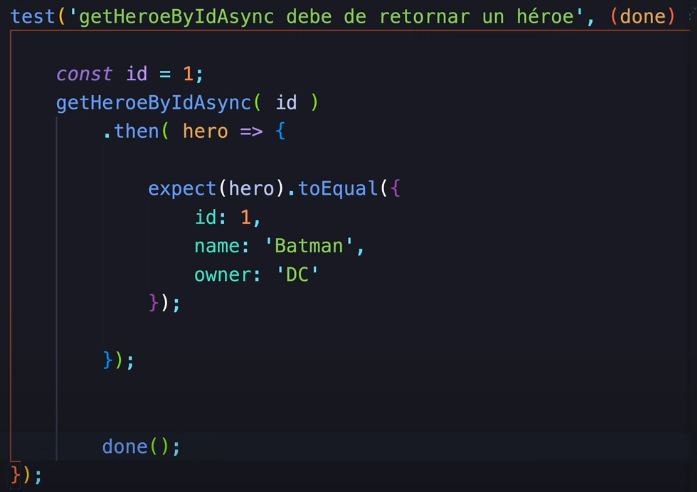 test('getHeroeByIdAsync debe de retornar un héroe', (done)
const id = 1;
getHeroeByIdAsync( id )
.then( hero => {
expect(hero).toEqual({
id: 1,
name: 'Batman',
owner: 'DC'
});
});
done();
});